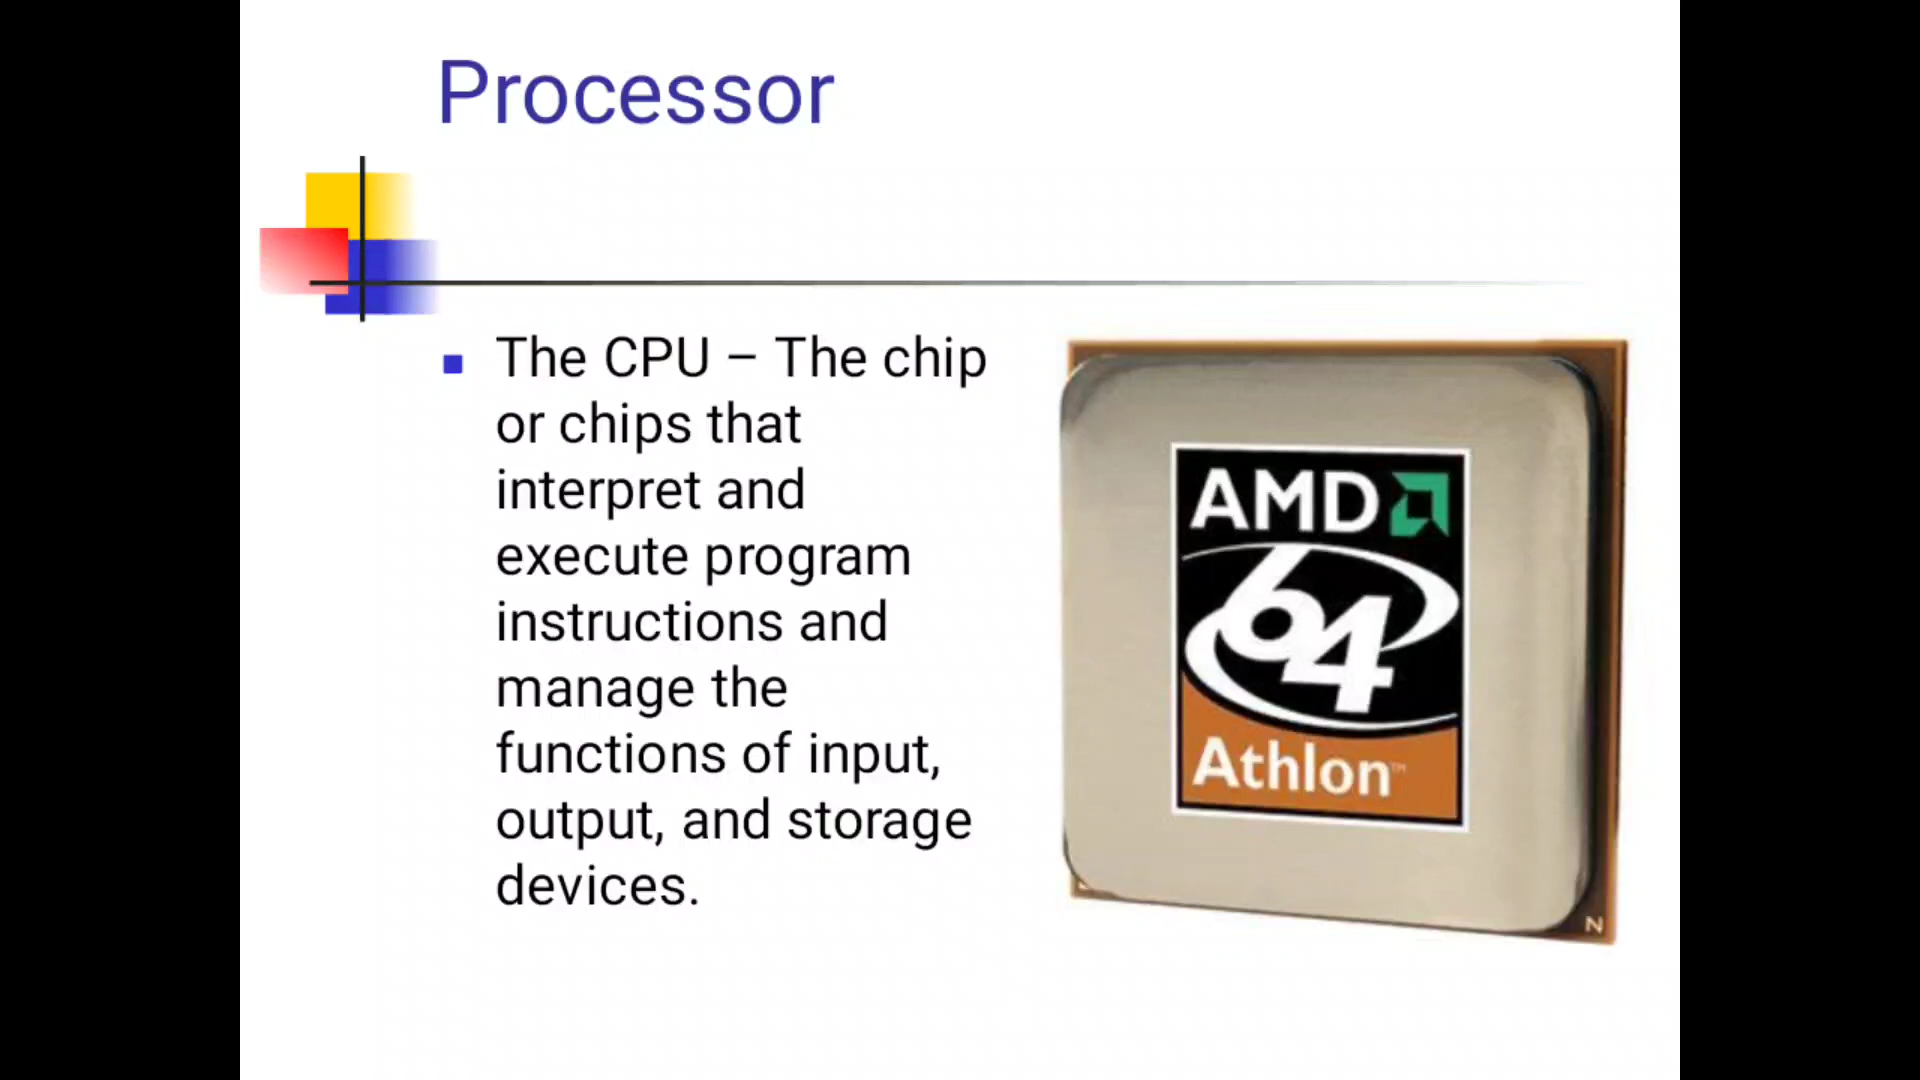 Processor
The CPU – The chip
or chips that
interpret and
execute program
instructions and
manage the
functions of input,
output, and storage
devices.
AMD
64
Athlon™
N